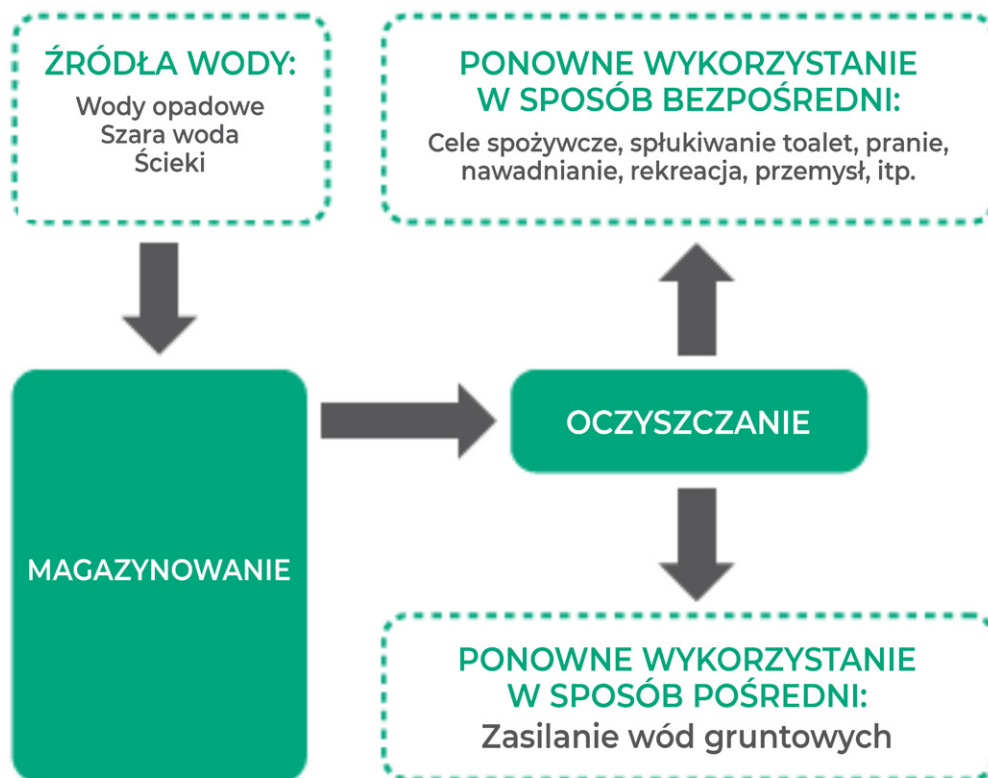 ŹRÓDŁA WODY:
Wody opadowe
Szara woda
Ścieki
PONOWNE WYKORZYSTANIE
W SPOSÓB BEZPOŚREDNI:
Cele spożywcze, spłukiwanie toalet, pranie,
nawadnianie, rekreacja, przemysł, itp.
MAGAZYNOWANIE
OCZYSZCZANIE
PONOWNE WYKORZYSTANIE
W SPOSÓB POŚREDNI:
Zasilanie wód gruntowych